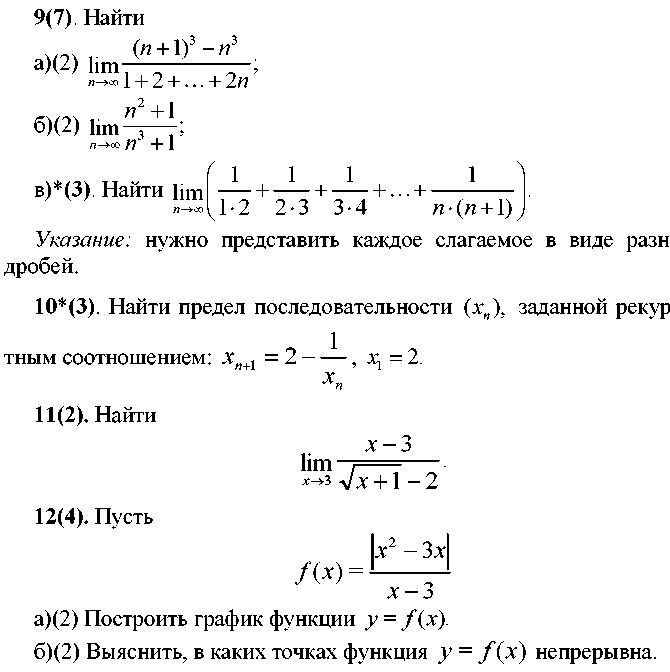 9(7). Найти
а)(2) lim_{n→∞} ((n+1)^3 − n^3)/(1+2+…+2n);
б)(2) lim_{n→∞} (n^2+1)/(n^3+1);
в)*(3). Найти lim_{n→∞} (1/(1·2) + 1/(2·3) + 1/(3·4) + … + 1/(n·(n+1))).
Указание: нужно представить каждое слагаемое в виде разн
дробей.
10*(3). Найти предел последовательности (x_n), заданной рекур
тным соотношением: x_{n+1} = 2 − 1/x_n, x_1 = 2.
11(2). Найти
lim_{x→3} (x−3)/(√(x+1) − 2).
12(4). Пусть
f(x) = |x^2 − 3x|/(x−3)
а)(2) Построить график функции y = f(x).
б)(2) Выяснить, в каких точках функция y = f(x) непрерывна.